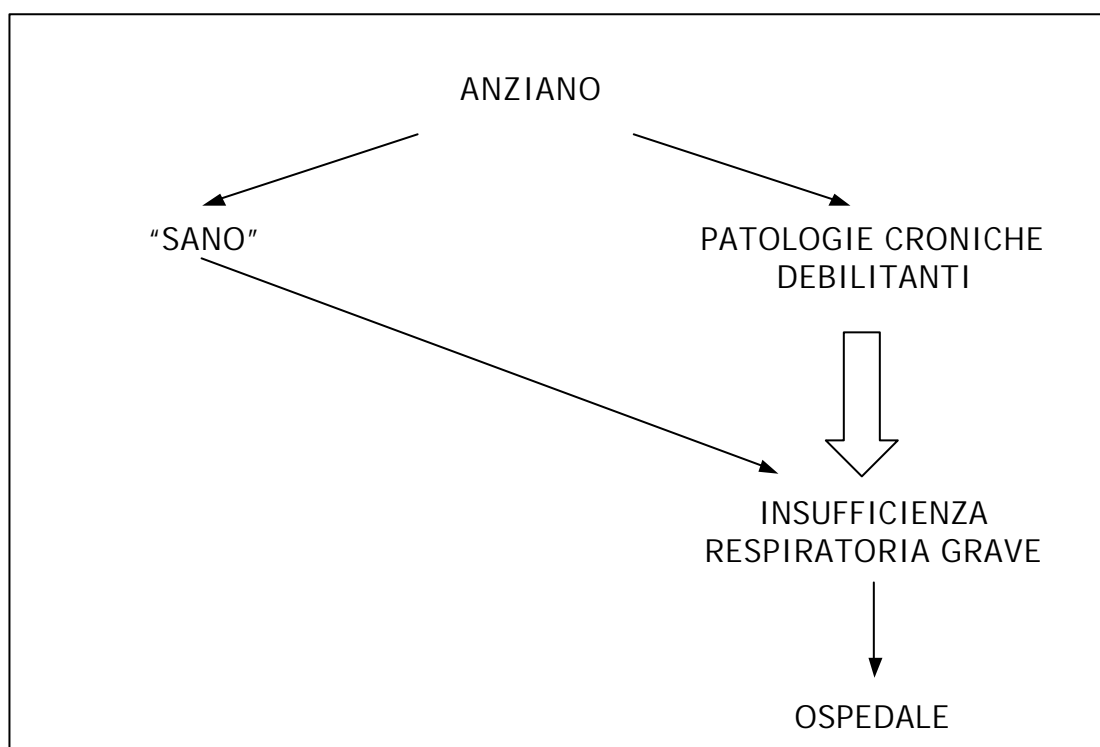 ANZIANO
“SANO”
PATOLOGIE CRONICHE
DEBILITANTI
INSUFFICIENZA
RESPIRATORIA GRAVE
OSPEDALE